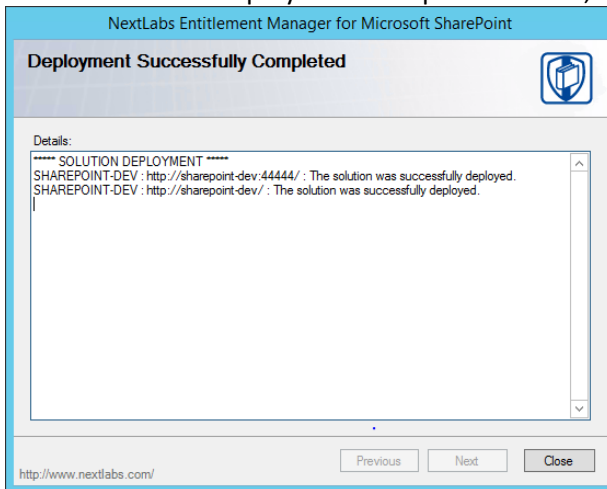 NextLabs Entitlement Manager for Microsoft SharePoint
Deployment Successfully Completed
Details:
***** SOLUTION DEPLOYMENT *****
SHAREPOINT-DEV : http://sharepoint-dev:44444/ : The solution was successfully deployed.
SHAREPOINT-DEV : http://sharepoint-dev/ : The solution was successfully deployed.
Previous Next Close
http://www.nextlabs.com/